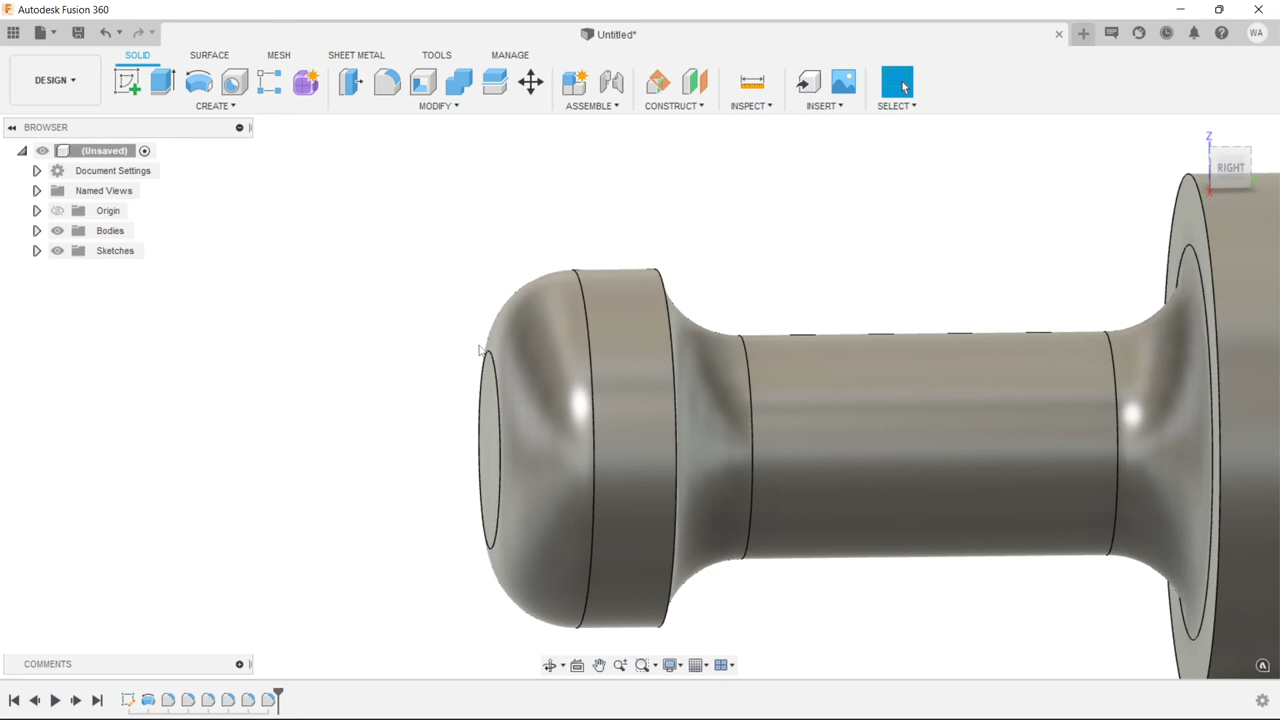 Autodesk Fusion 360
Untitled*
WA
DESIGN
SOLID
SURFACE
MESH
SHEET METAL
TOOLS
MANAGE
CREATE
MODIFY
ASSEMBLE
CONSTRUCT
INSPECT
INSERT
SELECT
BROWSER
(Unsaved)
Document Settings
Named Views
Origin
Bodies
Sketches
Z
RIGHT
X
COMMENTS